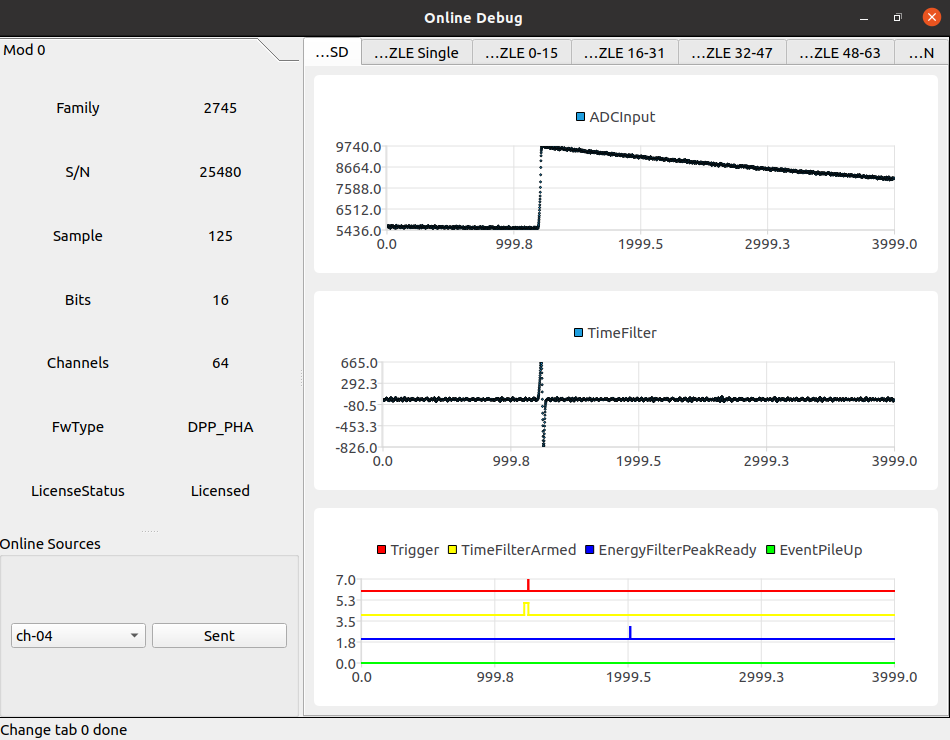 Online Debug
Mod 0
Family 2745
S/N 25480
Sample 125
Bits 16
Channels 64
FwType DPP_PHA
LicenseStatus Licensed
Online Sources
ch-04 Sent
...SD ...ZLE Single ...ZLE 0-15 ...ZLE 16-31 ...ZLE 32-47 ...ZLE 48-63 ...N
ADCInput
9740.0
8664.0
7588.0
6512.0
5436.0
0.0 999.8 1999.5 2999.3 3999.0
TimeFilter
665.0
292.3
-80.5
-453.3
-826.0
0.0 999.8 1999.5 2999.3 3999.0
Trigger TimeFilterArmed EnergyFilterPeakReady EventPileUp
7.0
5.3
3.5
1.8
0.0
0.0 999.8 1999.5 2999.3 3999.0
Change tab 0 done